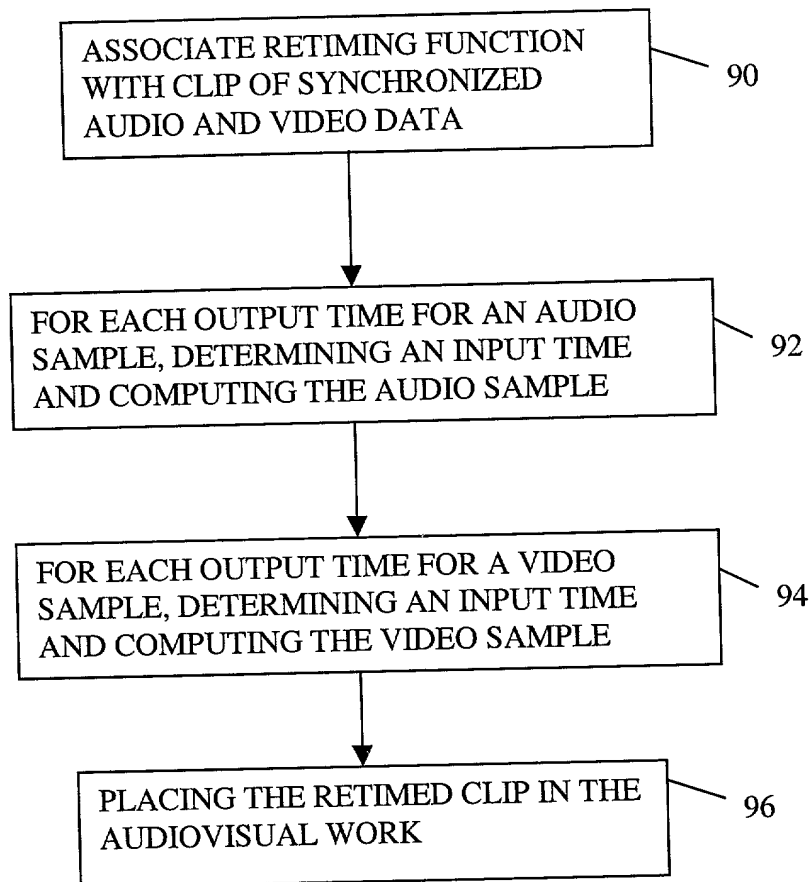 ASSOCIATE RETIMING FUNCTION
WITH CLIP OF SYNCHRONIZED
AUDIO AND VIDEO DATA
90
FOR EACH OUTPUT TIME FOR AN AUDIO
SAMPLE, DETERMINING AN INPUT TIME
AND COMPUTING THE AUDIO SAMPLE
92
FOR EACH OUTPUT TIME FOR A VIDEO
SAMPLE, DETERMINING AN INPUT TIME
AND COMPUTING THE VIDEO SAMPLE
94
PLACING THE RETIMED CLIP IN THE
AUDIOVISUAL WORK
96